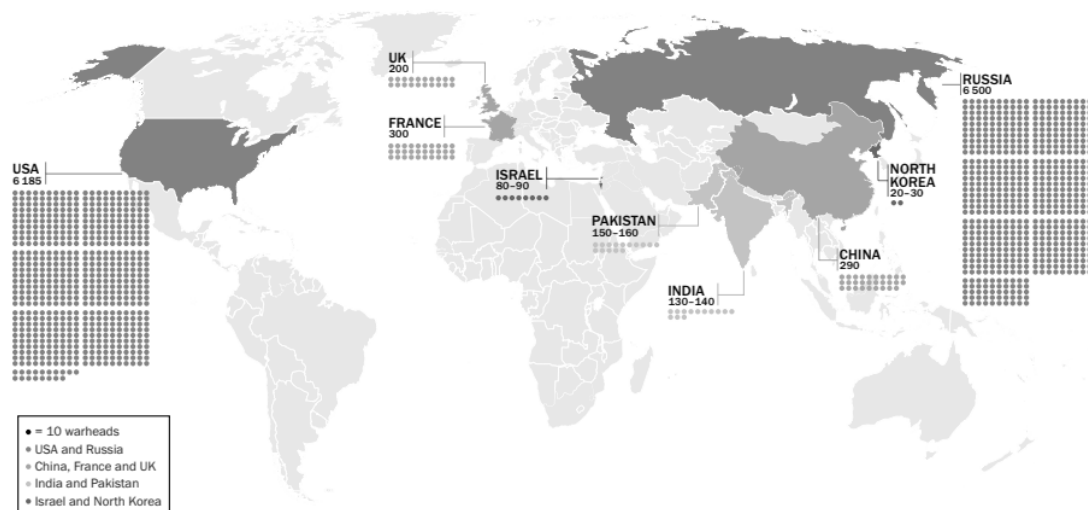 UK
200
RUSSIA
6 500
FRANCE
300
USA
6 185
ISRAEL
80–90
NORTH
KOREA
20–30
PAKISTAN
150–160
CHINA
290
INDIA
130–140
= 10 warheads
USA and Russia
China, France and UK
India and Pakistan
Israel and North Korea